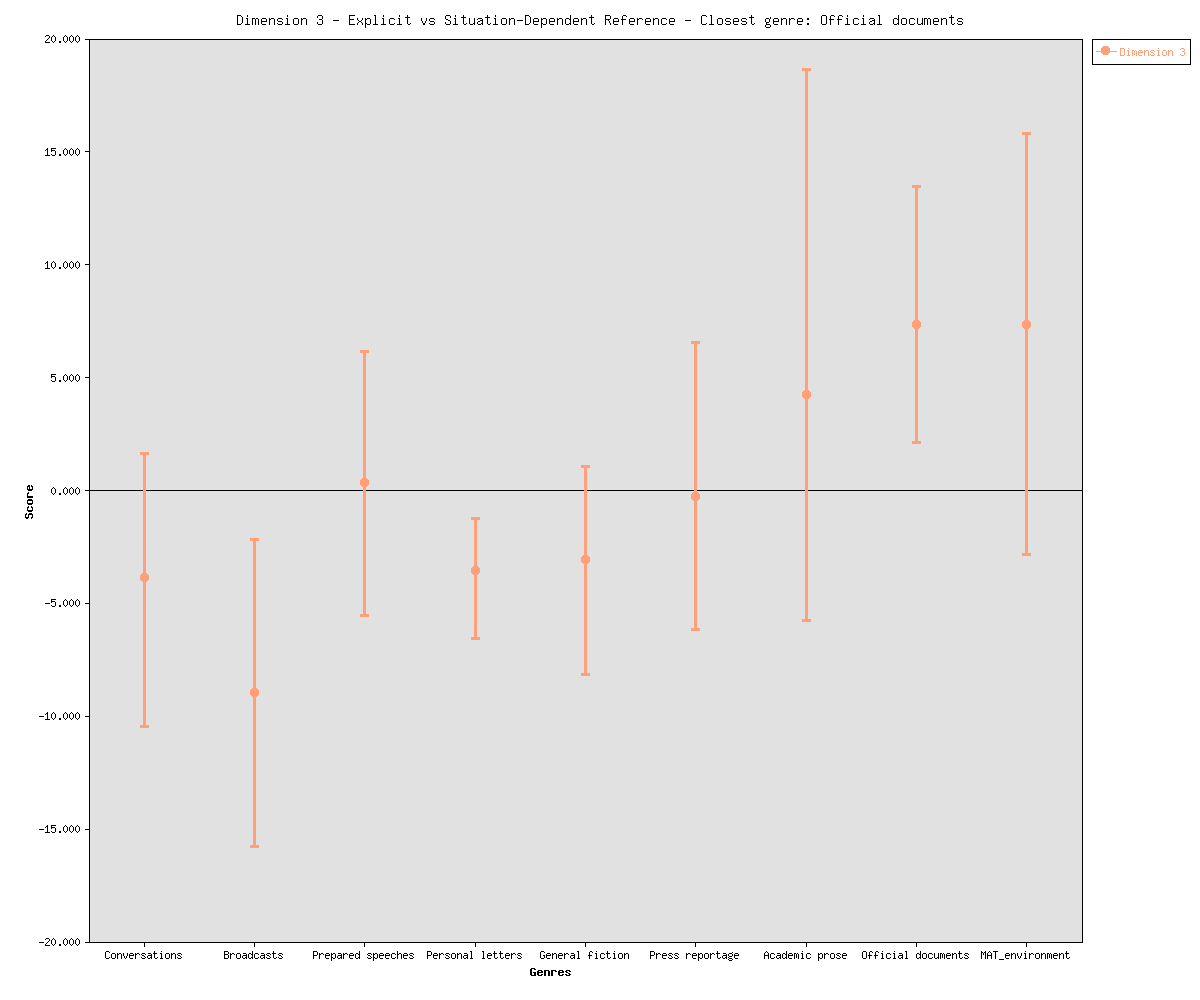 Dimension 3 - Explicit vs Situation-Dependent Reference - Closest genre: Official documents
Dimension 3
20.000
15.000
10.000
5.000
0.000
-5.000
-10.000
-15.000
-20.000
Score
Conversations Broadcasts Prepared speeches Personal letters General fiction Press reportage Academic prose Official documents MAT_environment
Genres